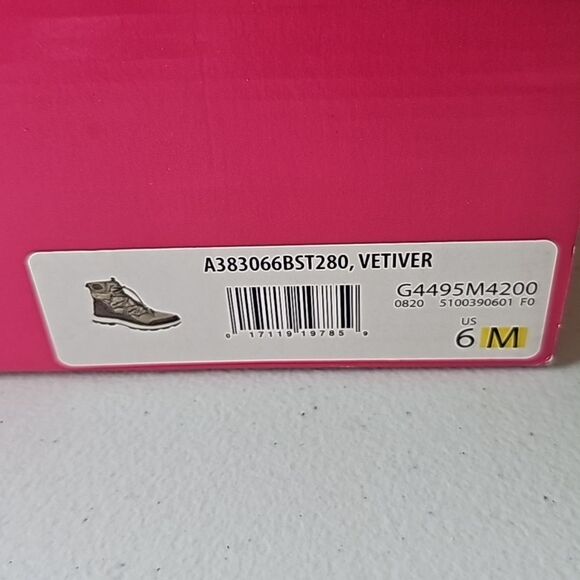 A383066BST280, VETIVER
G4495M4200
0820 5100390601 F0
0 17119 19785 9
US
6 M